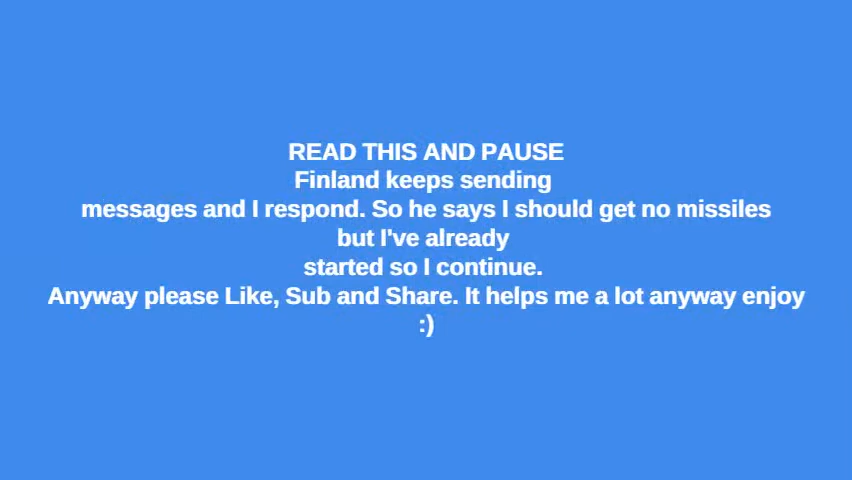 READ THIS AND PAUSE
Finland keeps sending
messages and I respond. So he says I should get no missiles
but I've already
started so I continue.
Anyway please Like, Sub and Share. It helps me a lot anyway enjoy
:)